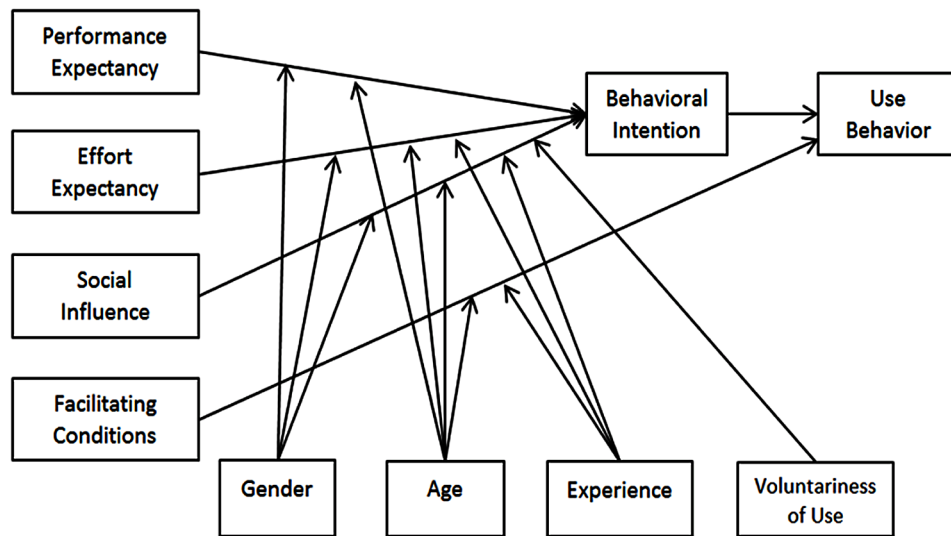 Performance
Expectancy
Behavioral
Intention
Use
Behavior
Effort
Expectancy
Social
Influence
Facilitating
Conditions
Gender
Age
Experience
Voluntariness
of Use